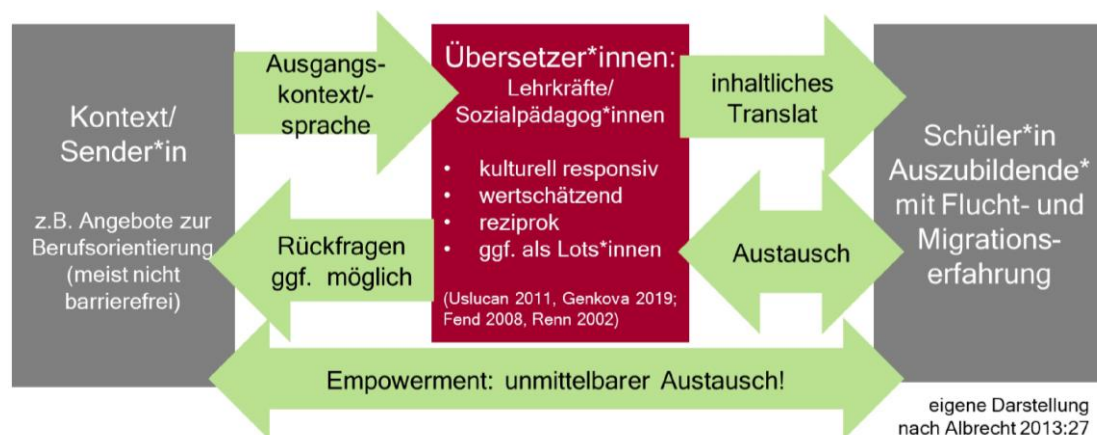 Kontext/
Sender*in
z.B. Angebote zur
Berufsorientierung
(meist nicht
barrierefrei)
Ausgangs-
kontext/-
sprache
Rückfragen
ggf. möglich
Übersetzer*innen:
Lehrkräfte/
Sozialpädagog*innen
• kulturell responsiv
• wertschätzend
• reziprok
• ggf. als Lots*innen
(Uslucan 2011, Genkova 2019;
Fend 2008, Renn 2002)
inhaltliches
Translat
Austausch
Schüler*in
Auszubildende*
mit Flucht- und
Migrations-
erfahrung
Empowerment: unmittelbarer Austausch!
eigene Darstellung
nach Albrecht 2013:27